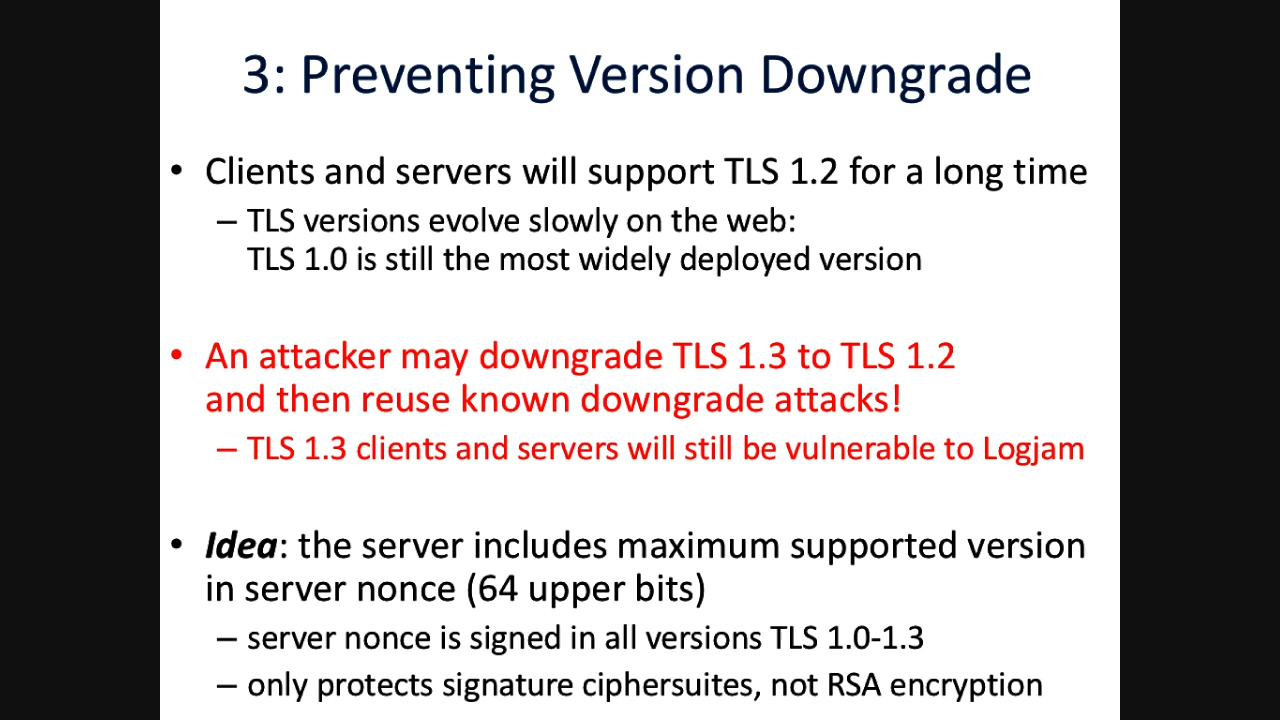 3: Preventing Version Downgrade
• Clients and servers will support TLS 1.2 for a long time
– TLS versions evolve slowly on the web:
TLS 1.0 is still the most widely deployed version
• An attacker may downgrade TLS 1.3 to TLS 1.2
and then reuse known downgrade attacks!
– TLS 1.3 clients and servers will still be vulnerable to Logjam
• Idea: the server includes maximum supported version
in server nonce (64 upper bits)
– server nonce is signed in all versions TLS 1.0-1.3
– only protects signature ciphersuites, not RSA encryption